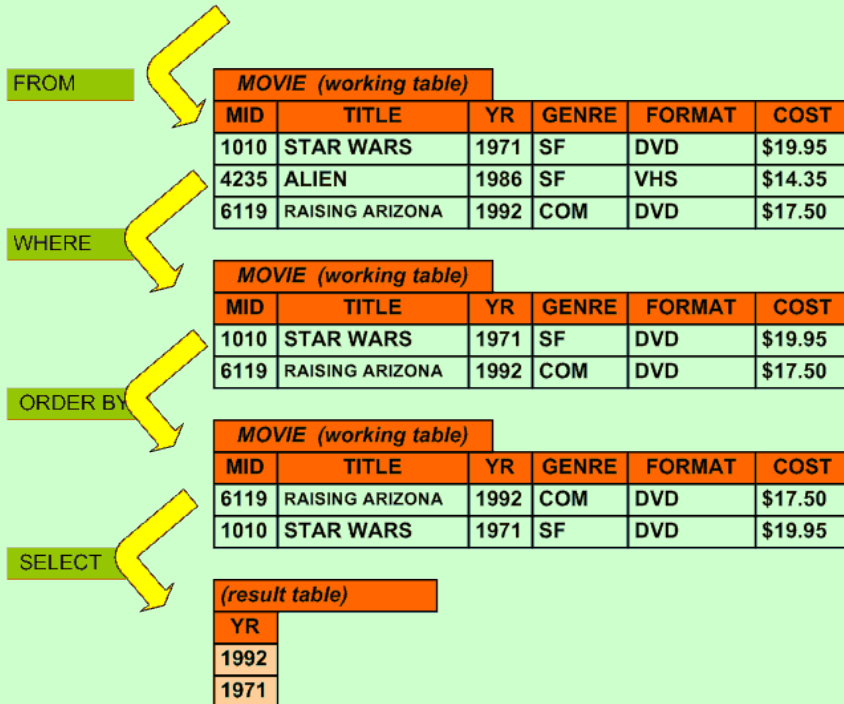 FROM
MOVIE (working table)
MID TITLE YR GENRE FORMAT COST
1010 STAR WARS 1971 SF DVD $19.95
4235 ALIEN 1986 SF VHS $14.35
6119 RAISING ARIZONA 1992 COM DVD $17.50
WHERE
MOVIE (working table)
MID TITLE YR GENRE FORMAT COST
1010 STAR WARS 1971 SF DVD $19.95
6119 RAISING ARIZONA 1992 COM DVD $17.50
ORDER BY
MOVIE (working table)
MID TITLE YR GENRE FORMAT COST
6119 RAISING ARIZONA 1992 COM DVD $17.50
1010 STAR WARS 1971 SF DVD $19.95
SELECT
(result table)
YR
1992
1971